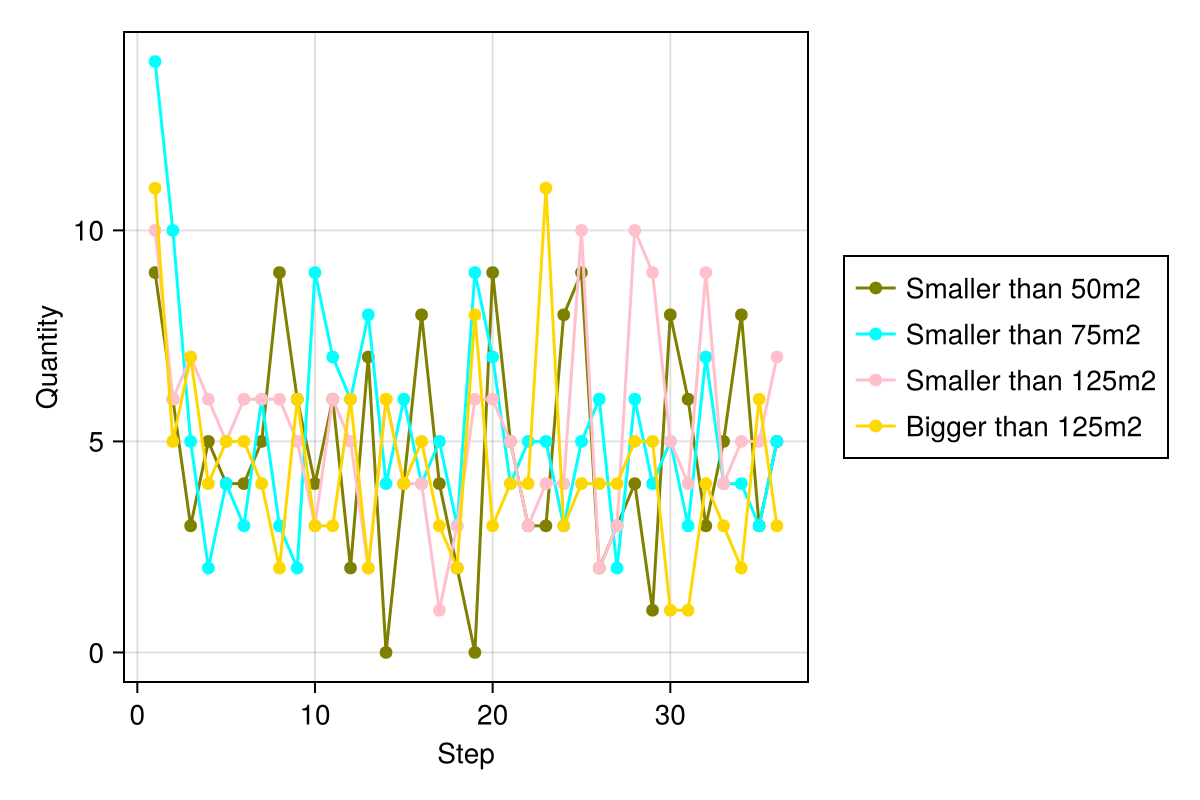 Quantity
10
5
0
0 10 20 30
Step
Smaller than 50m2
Smaller than 75m2
Smaller than 125m2
Bigger than 125m2